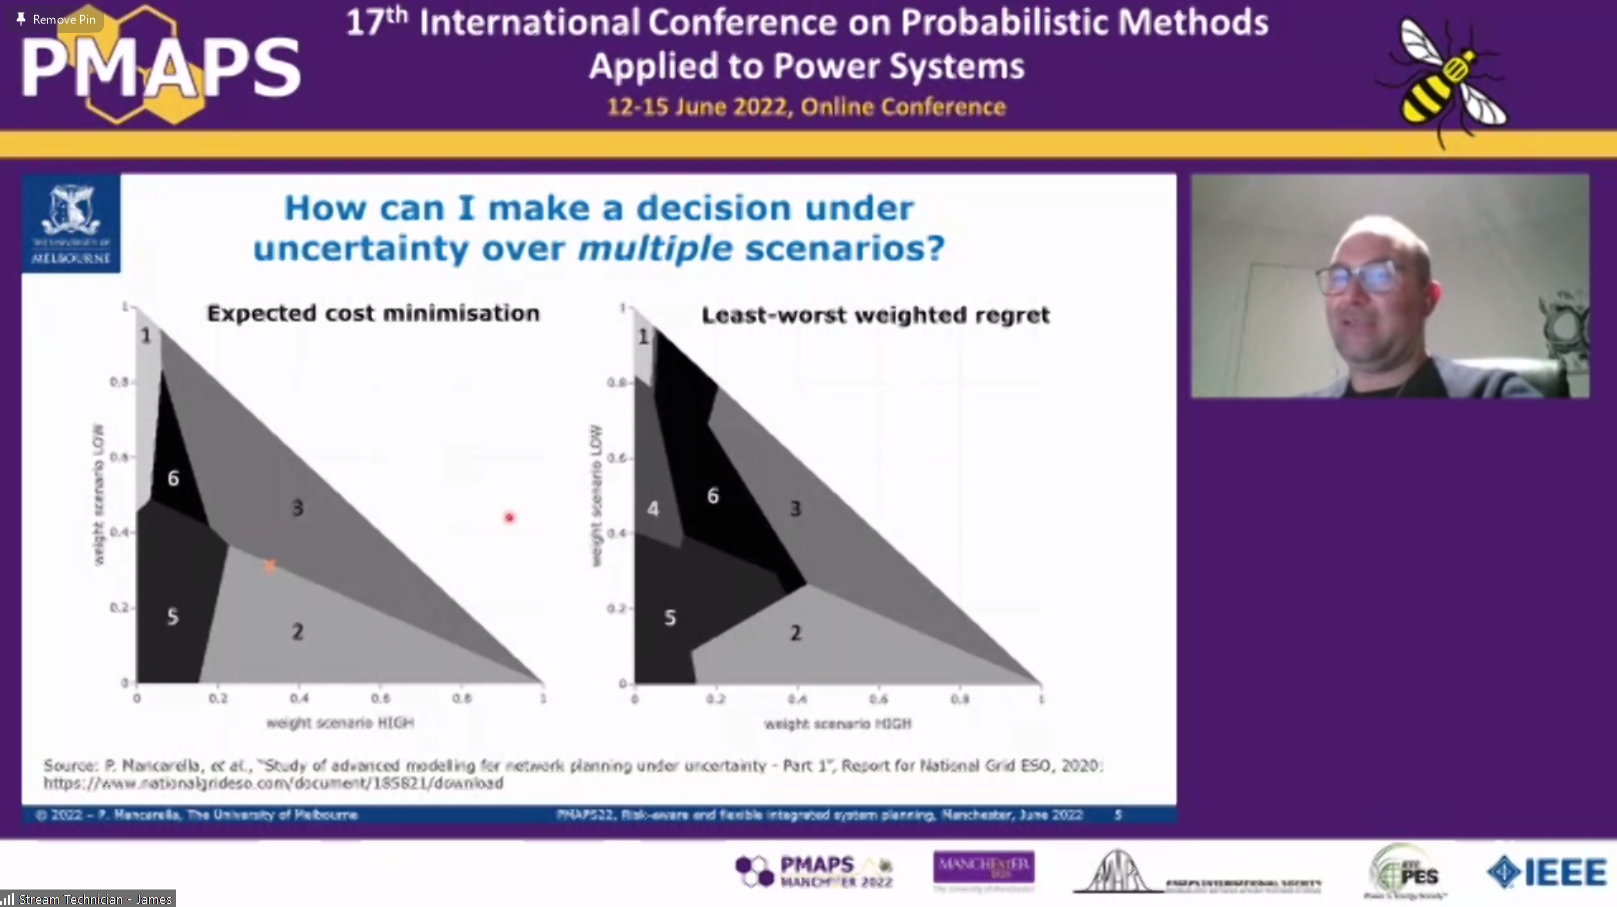 Remove Pin
PMAPS
17th International Conference on Probabilistic Methods
Applied to Power Systems
12-15 June 2022, Online Conference
THE UNIVERSITY OF
MELBOURNE
How can I make a decision under
uncertainty over multiple scenarios?
Expected cost minimisation
1
0.8
0.6
0.4
0.2
0
weight scenario LOW
1
6
3
5
2
0 0.2 0.4 0.6 0.8 1
weight scenario HIGH
Least-worst weighted regret
1
0.8
0.6
0.4
0.2
0
weight scenario LOW
1
4
6
3
5
2
0 0.2 0.4 0.6 0.8 1
weight scenario HIGH
Source: P. Mancarella, et al., "Study of advanced modelling for network planning under uncertainty - Part 1", Report for National Grid ESO, 2020;
https://www.nationalgrideso.com/document/185821/download
© 2022 – P. Mancarella, The University of Melbourne
PMAPS22, Risk-aware and flexible integrated system planning, Manchester, June 2022
5
PMAPS
MANCHESTER 2022
MANCHESTER
1824
The University of Manchester
PMAPS
PMAPS INTERNATIONAL SOCIETY
PES
Power & Energy Society
IEEE
Stream Technician - James